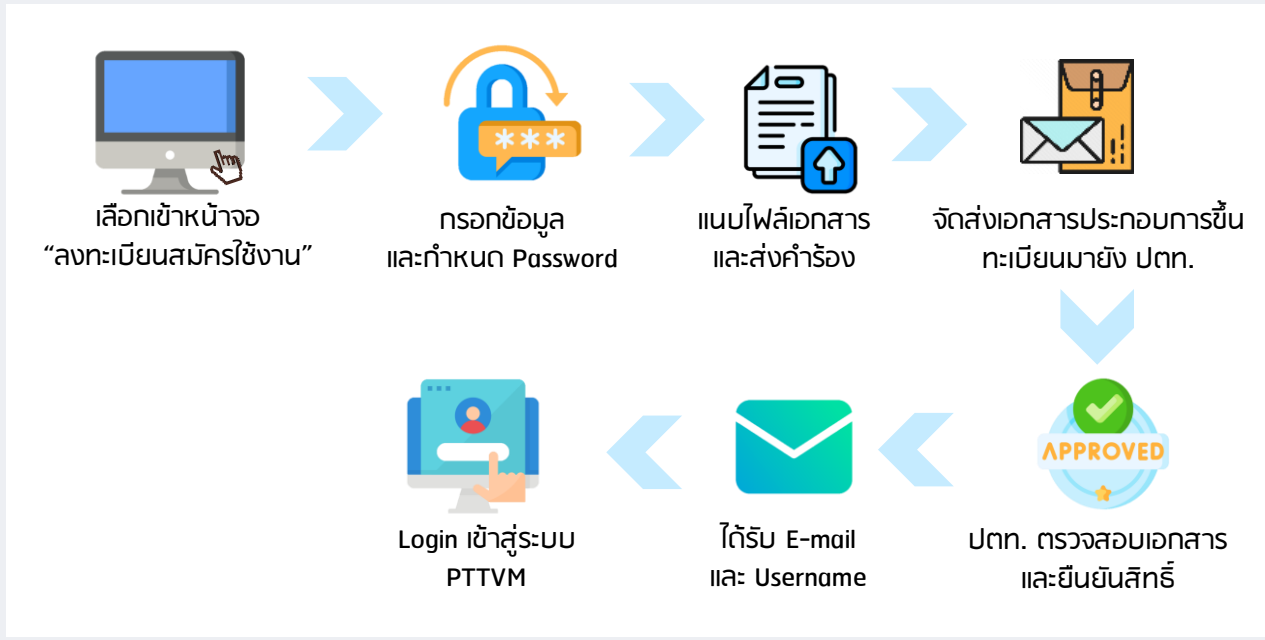 เลือกเข้าหน้าจอ
“ลงทะเบียนสมัครใช้งาน”
***
กรอกข้อมูล
และกำหนด Password
แนบไฟล์เอกสาร
และส่งคำร้อง
จัดส่งเอกสารประกอบการขึ้น
ทะเบียนมายัง ปตท.
APPROVED
ปตท. ตรวจสอบเอกสาร
และยืนยันสิทธิ์
ได้รับ E-mail
และ Username
Login เข้าสู่ระบบ
PTTVM